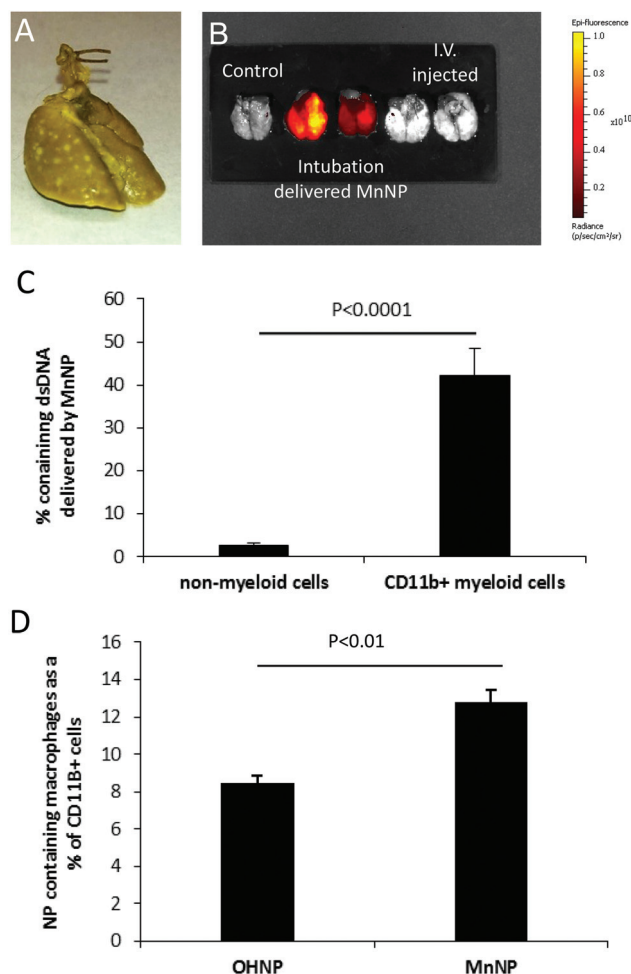 A
B
Control
I.V.
injected
Intubation
delivered MnNP
Epi-fluorescence
1.0
0.8
0.6
x10¹⁰
0.4
0.2
Radiance
(p/sec/cm²/sr)
C
% conaininng dsDNA
delivered by MnNP
60
50
40
30
20
10
0
P<0.0001
non-myeloid cells
CD11b+ myeloid cells
D
NP containing macrophages as a
% of CD11B+ cells
16
14
12
10
8
6
4
2
0
P<0.01
OHNP
MnNP